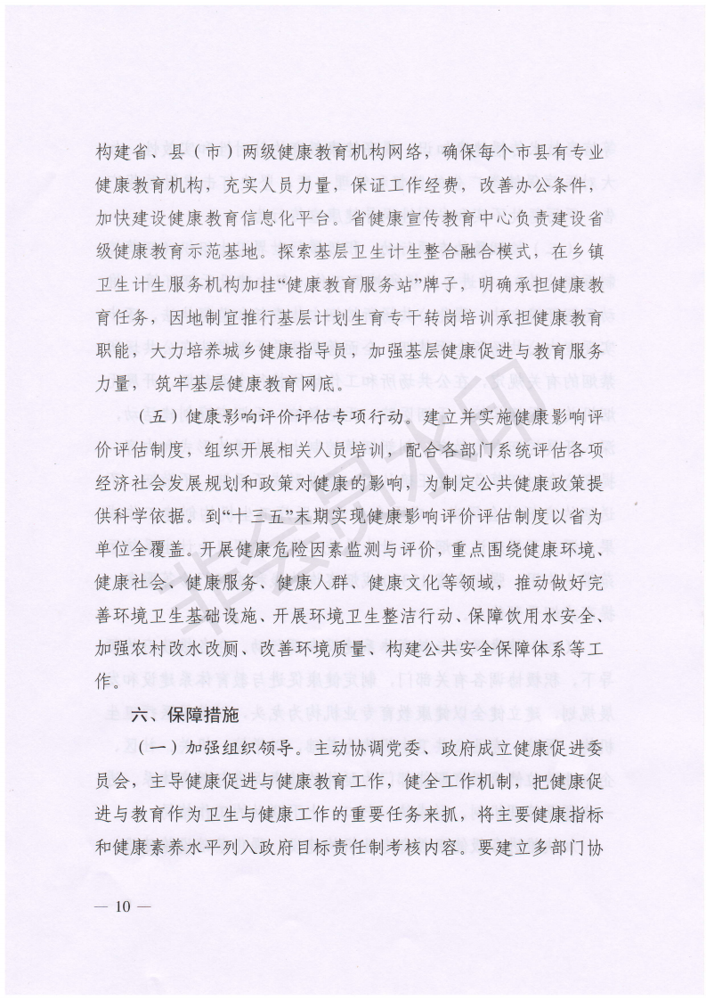 构建省、县（市）两级健康教育机构网络，确保每个市县有专业
健康教育机构，充实人员力量，保证工作经费，改善办公条件，
加快建设健康教育信息化平台。省健康宣传教育中心负责建设省
级健康教育示范基地。探索基层卫生计生整合融合模式，在乡镇
卫生计生服务机构加挂“健康教育服务站”牌子，明确承担健康教
育任务，因地制宜推行基层计划生育专干转岗培训承担健康教育
职能，大力培养城乡健康指导员，加强基层健康促进与教育服务
力量， 筑牢基层健康教育网底。
（五）健康影响评价评估专项行动。建立并实施健康影响评
价评估制度，组织开展相关人员培训，配合各部门系统评估各项
经济社会发展规划和政策对健康的影响，为制定公共健康政策提
供科学依据。到“十三五”末期实现健康影响评价评估制度以省为
单位全覆盖。开展健康危险因素监测与评价，重点围绕健康环境、
健康社会、健康服务、健康人群、健康文化等领域，推动做好完
善环境卫生基础设施、开展环境卫生整洁行动、保障饮用水安全、
加强农村改水改厕、改善环境质量、构建公共安全保障体系等工
作。
六、保障措施
（一）加强组织领导。主动协调党委、政府成立健康促进委
员会，主导健康促进与健康教育工作，健全工作机制，把健康促
进与教育作为卫生与健康工作的重要任务来抓，将主要健康指标
和健康素养水平列入政府目标责任制考核内容。要建立多部门协
— 10 —
非会员水印